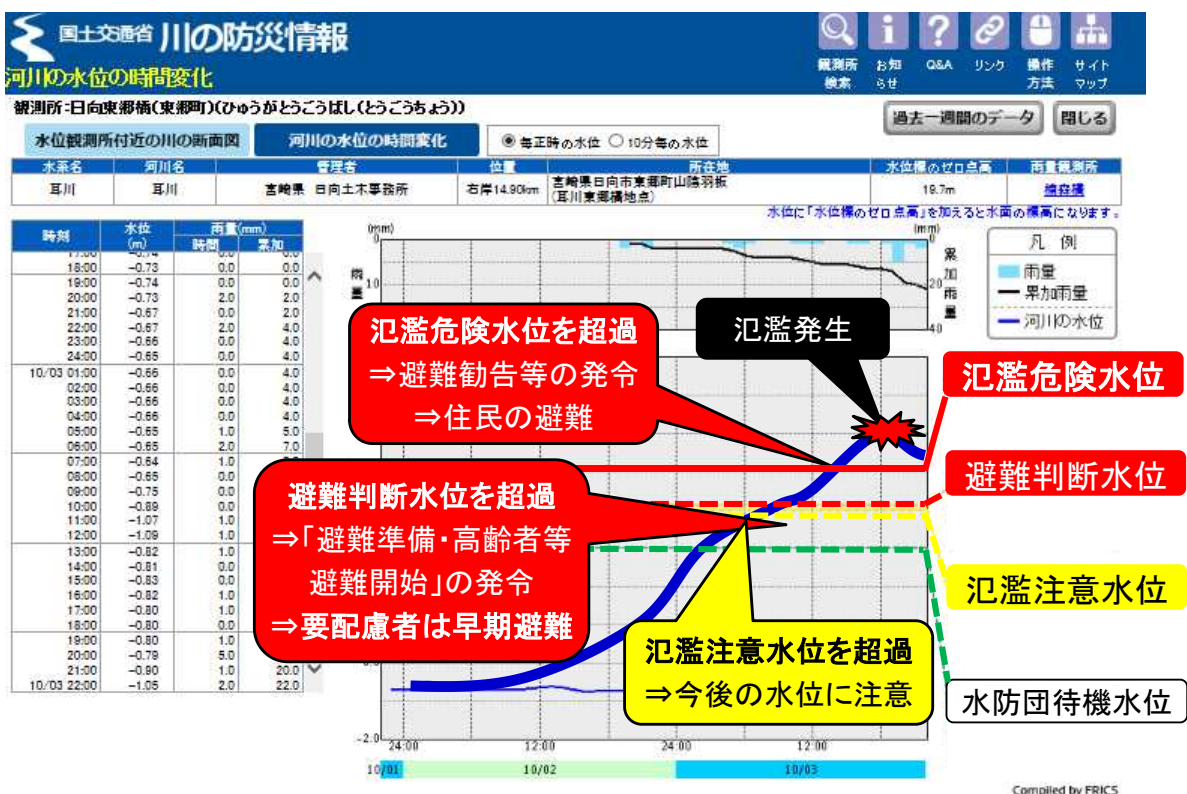 国土交通省 川の防災情報
観測所検索
お知らせ
Q&A
リンク
操作方法
サイトマップ
河川の水位の時間変化
観測所:日向東郷橋(東郷町)(ひゅうがとうごうばし(とうごうちょう))
過去一週間のデータ
閉じる
水位観測所付近の川の断面図
河川の水位の時間変化
毎正時の水位
10分毎の水位
水系名 河川名 管理者 位置 所在地 水位標のゼロ点高 雨量観測所
耳川 耳川 宮崎県 日向土木事務所 右岸14.90km 宮崎県日向市東郷町山陰羽板
(耳川東郷橋地点)
19.7m
水位に「水位標のゼロ点高」を加えると水面の標高になります。
時刻 水位(m) 雨量(mm) 時間 累加
18:00 -0.73 0.0 0.0
19:00 -0.74 0.0 0.0
20:00 -0.73 2.0 2.0
21:00 -0.67 0.0 2.0
22:00 -0.67 2.0 4.0
23:00 -0.66 0.0 4.0
24:00 -0.65 0.0 4.0
10/03 01:00 -0.66 0.0 4.0
02:00 -0.66 0.0 4.0
03:00 -0.66 0.0 4.0
04:00 -0.66 0.0 4.0
05:00 -0.65 1.0 5.0
06:00 -0.65 2.0 7.0
07:00 -0.64 1.0
08:00 -0.65 0.0
09:00 -0.75 0.0
10:00 -0.89 0.0
11:00 -1.07 1.0
12:00 -1.09 1.0
13:00 -0.82 1.0
14:00 -0.81 0.0
15:00 -0.83 0.0
16:00 -0.82 1.0
17:00 -0.80 1.0
18:00 -0.80 0.0
19:00 -0.80 1.0
20:00 -0.79 5.0
21:00 -0.90 1.0 20.0
10/03 22:00 -1.05 2.0 22.0
(mm)
0
10
雨量
(mm)
0
20
40
累加雨量
凡 例
雨量
累加雨量
河川の水位
氾濫危険水位を超過
⇒避難勧告等の発令
⇒住民の避難
氾濫発生
氾濫危険水位
避難判断水位を超過
⇒「避難準備・高齢者等
避難開始」の発令
⇒要配慮者は早期避難
避難判断水位
氾濫注意水位
氾濫注意水位を超過
⇒今後の水位に注意
水防団待機水位
-2.0
24:00 12:00 24:00 12:00
10/01 10/02 10/03
Compiled by FRICS